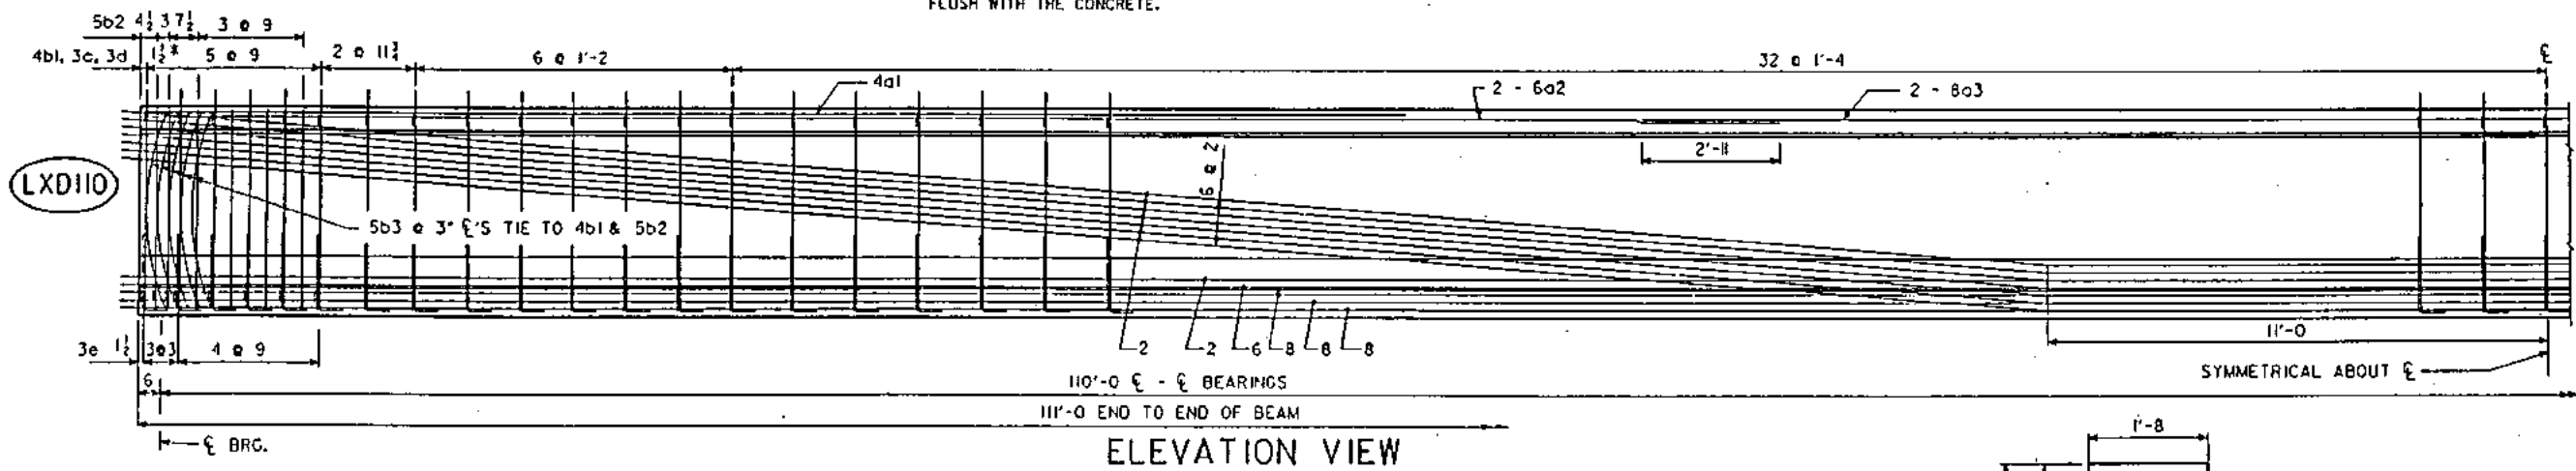 FLUSH WITH THE CONCRETE.
5b2 4½ 3 7½ 3 @ 9
4b1, 3c, 3d 1½* 5 @ 9 2 @ 11¾ 6 @ 1'-2 32 @ 1'-4 ℄
4a1 2 - 6a2 2 - 8a3
2'-11
6 @ 2
LXD110
5b3 @ 3" ℄'S TIE TO 4b1 & 5b2
2 2 6 8 8 8
11'-0
3e 1½ 3@3 4 @ 9
SYMMETRICAL ABOUT ℄
6 110'-0 ℄ - ℄ BEARINGS
111'-0 END TO END OF BEAM
℄ BRG.
ELEVATION VIEW
1'-8